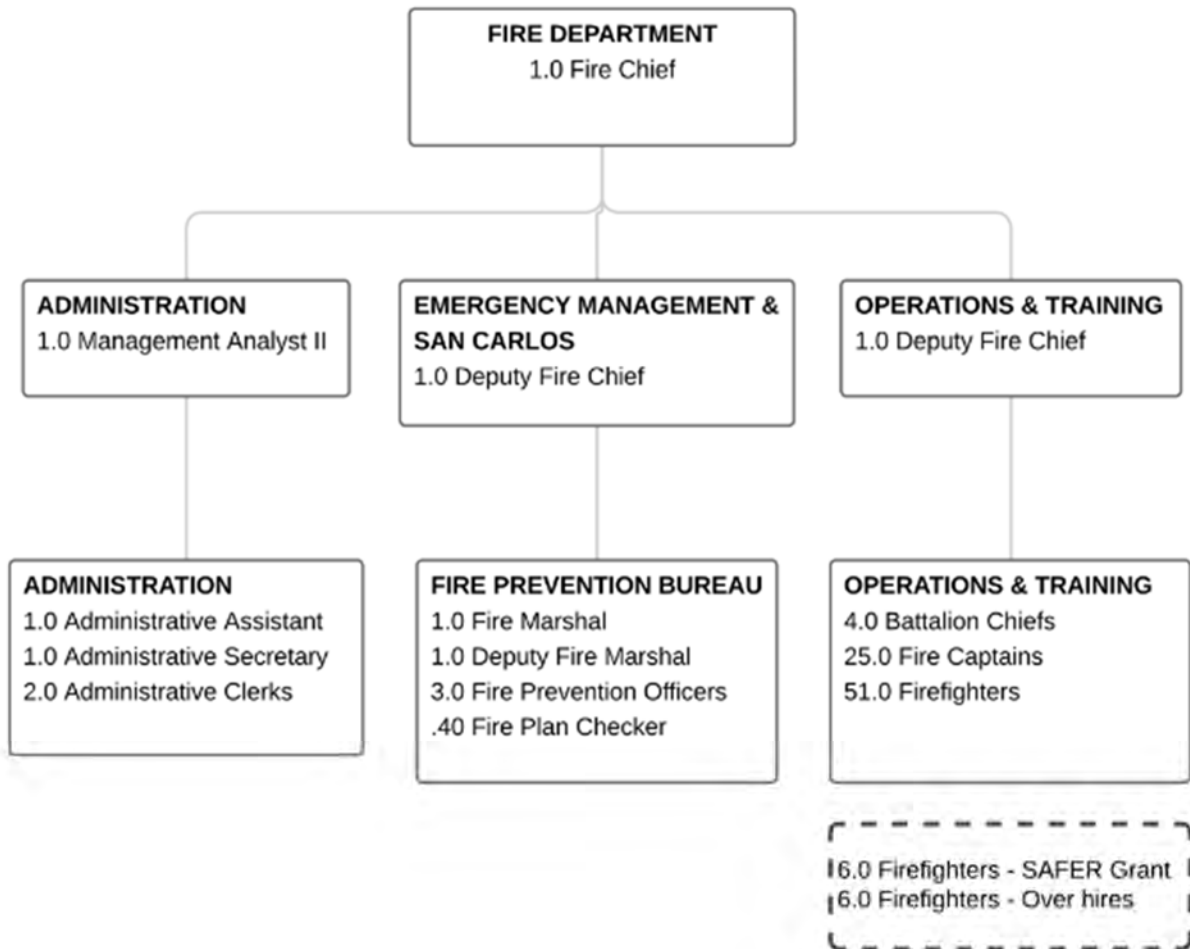 FIRE DEPARTMENT
1.0 Fire Chief
ADMINISTRATION
1.0 Management Analyst II
EMERGENCY MANAGEMENT &
SAN CARLOS
1.0 Deputy Fire Chief
OPERATIONS & TRAINING
1.0 Deputy Fire Chief
ADMINISTRATION
1.0 Administrative Assistant
1.0 Administrative Secretary
2.0 Administrative Clerks
FIRE PREVENTION BUREAU
1.0 Fire Marshal
1.0 Deputy Fire Marshal
3.0 Fire Prevention Officers
.40 Fire Plan Checker
OPERATIONS & TRAINING
4.0 Battalion Chiefs
25.0 Fire Captains
51.0 Firefighters
6.0 Firefighters - SAFER Grant
6.0 Firefighters - Over hires